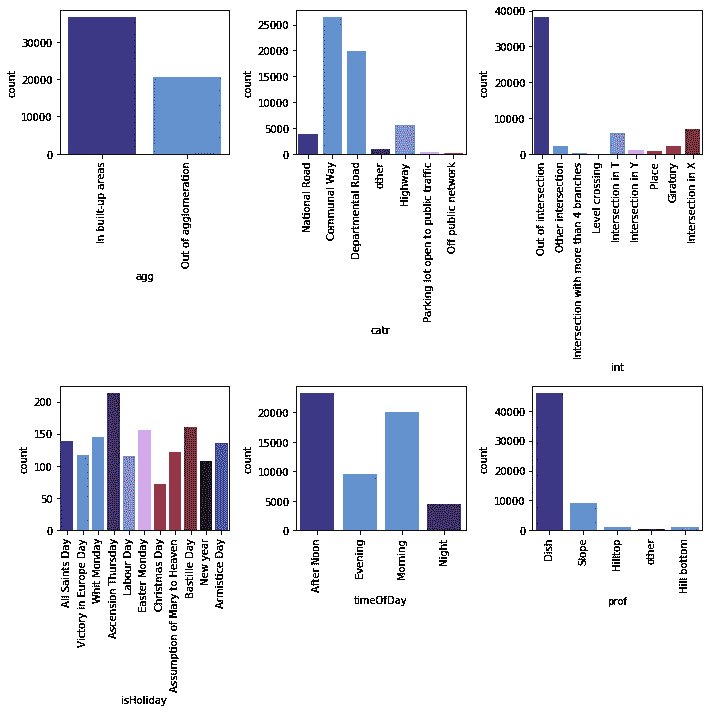 count
30000
20000
10000
0
In built-up areas
Out of agglomeration
agg
count
25000
20000
15000
10000
5000
0
National Road
Communal Way
Departmental Road
other
Highway
Parking lot open to public traffic
Off public network
catr
count
40000
30000
20000
10000
0
Out of intersection
Other intersection
Intersection with more than 4 branches
Level crossing
Intersection in T
Intersection in Y
Place
Giratory
Intersection in X
int
count
200
150
100
50
0
All Saints Day
Victory in Europe Day
Whit Monday
Ascension Thursday
Labour Day
Easter Monday
Christmas Day
Assumption of Mary to Heaven
Bastille Day
New year
Armistice Day
isHoliday
count
20000
15000
10000
5000
0
After Noon
Evening
Morning
Night
timeOfDay
count
40000
30000
20000
10000
0
Dish
Slope
Hilltop
other
Hill bottom
prof